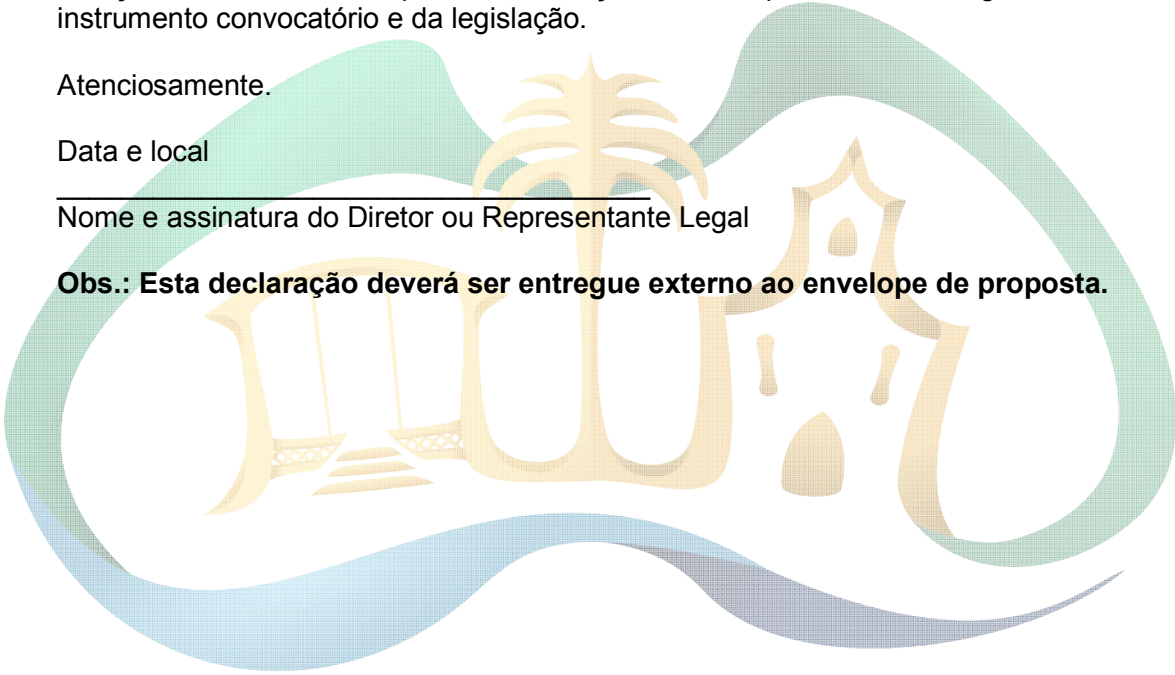 instrumento convocatório e da legislação.
Atenciosamente.
Data e local
_____________________________________
Nome e assinatura do Diretor ou Representante Legal
Obs.: Esta declaração deverá ser entregue externo ao envelope de proposta.